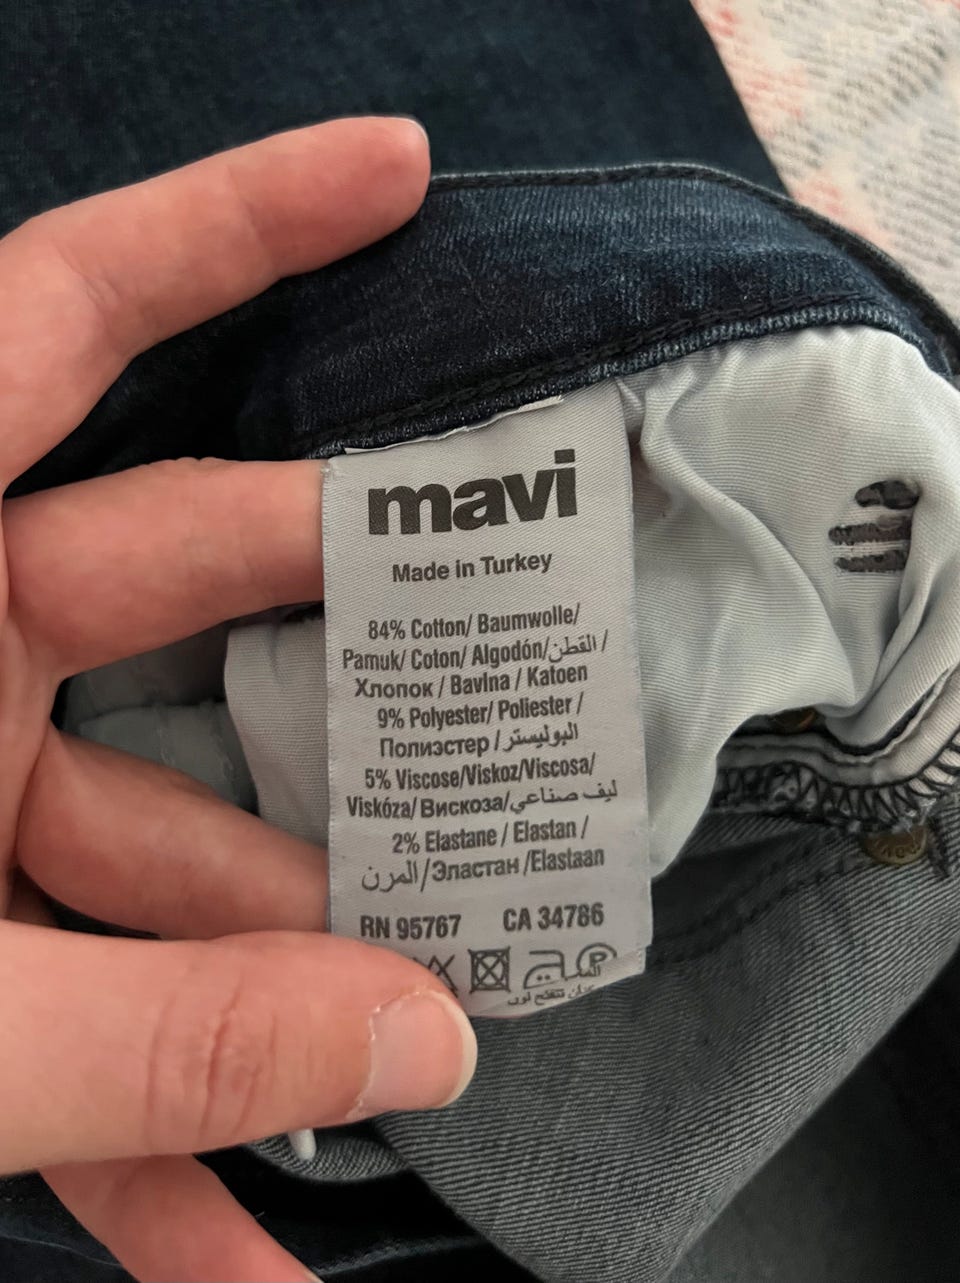 mavi
Made in Turkey
84% Cotton/ Baumwolle/
Pamuk/ Coton/ Algodón/القطن /
Хлопок / Bavlna / Katoen
9% Polyester/ Poliester /
Полиэстер / البوليستر
5% Viscose/Viskoz/Viscosa/
Viskóza/Вискоза/ليف صناعي
2% Elastane / Elastan /
المرن/Эластан /Elastaan
RN 95767 CA 34786
P